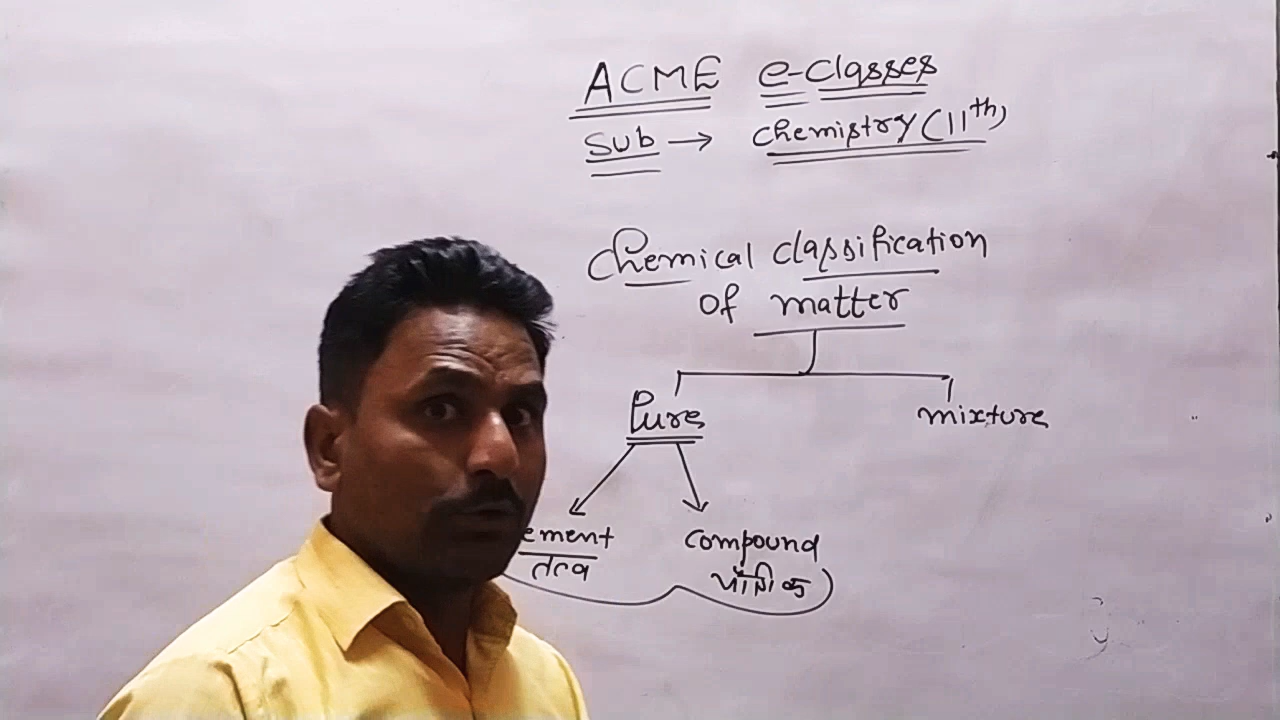 ACME e-classes
Sub → chemistry (11th)
Chemical classification
of matter
Pure
mixture
ement
compound
तत्व